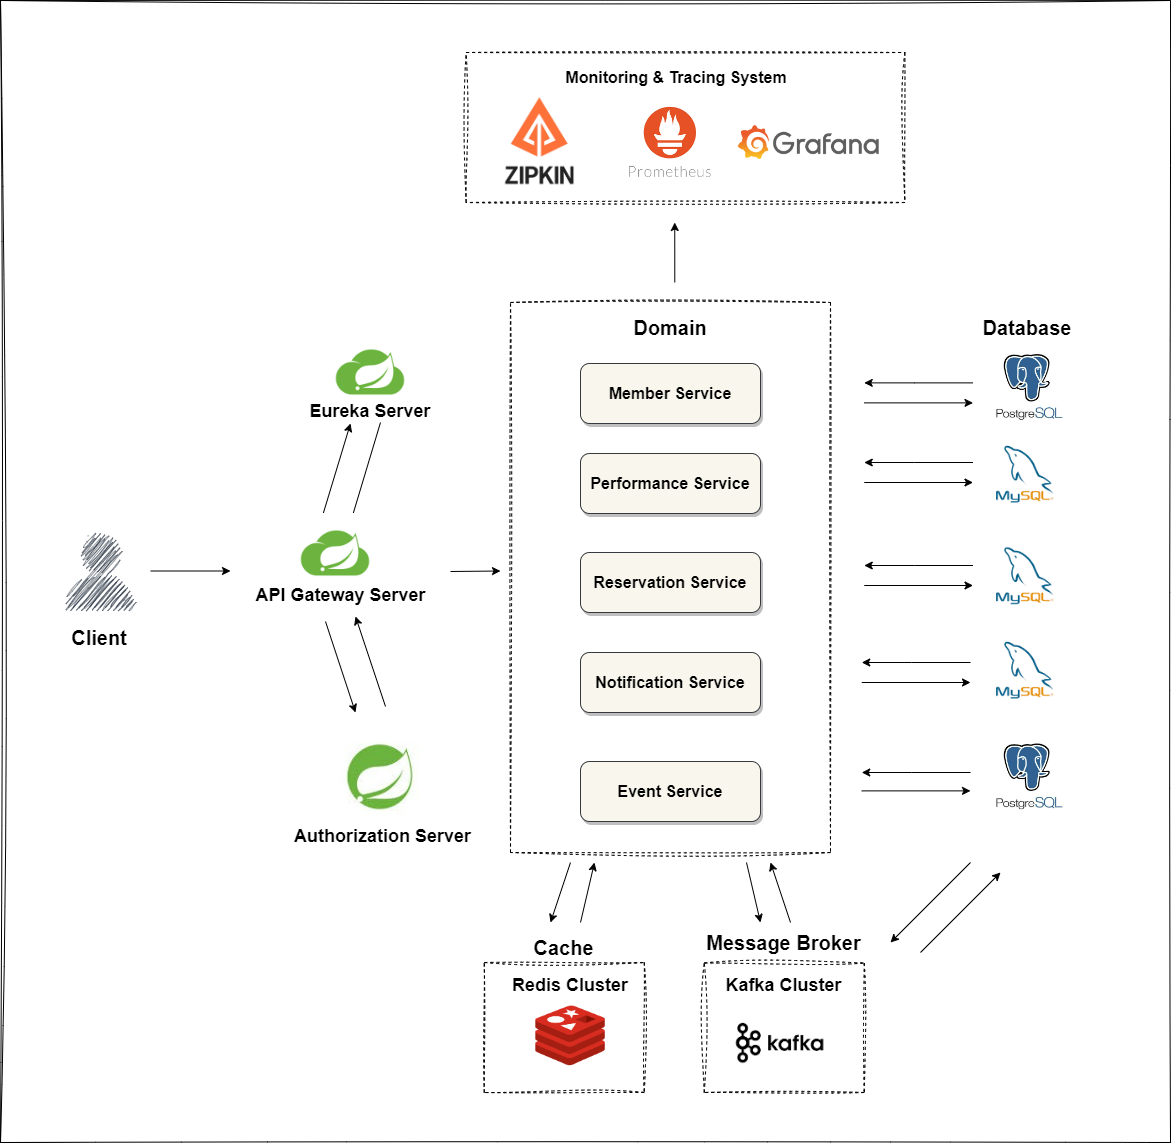 Monitoring & Tracing System
ZIPKIN
Prometheus
Grafana
Domain
Database
Member Service
PostgreSQL
Eureka Server
Performance Service
MySQL
API Gateway Server
Reservation Service
MySQL
Client
Notification Service
MySQL
Event Service
PostgreSQL
Authorization Server
Cache
Message Broker
Redis Cluster
Kafka Cluster
kafka